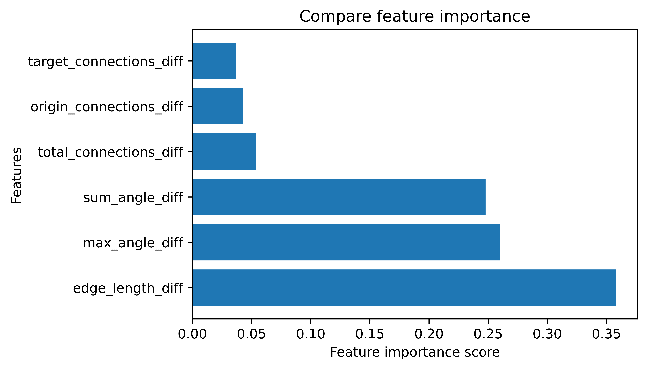 Compare feature importance
target_connections_diff
origin_connections_diff
total_connections_diff
sum_angle_diff
max_angle_diff
edge_length_diff
Features
0.00 0.05 0.10 0.15 0.20 0.25 0.30 0.35
Feature importance score